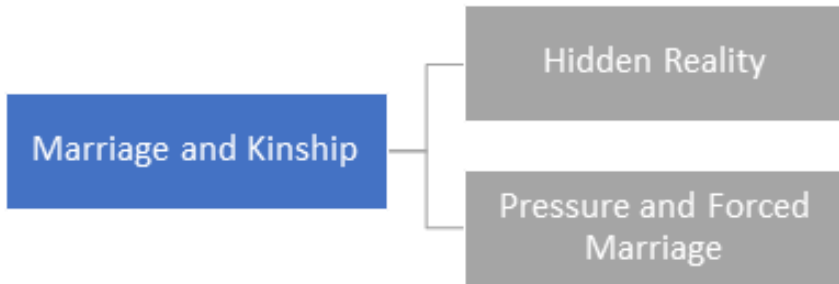 Marriage and Kinship
Hidden Reality
Pressure and Forced
Marriage